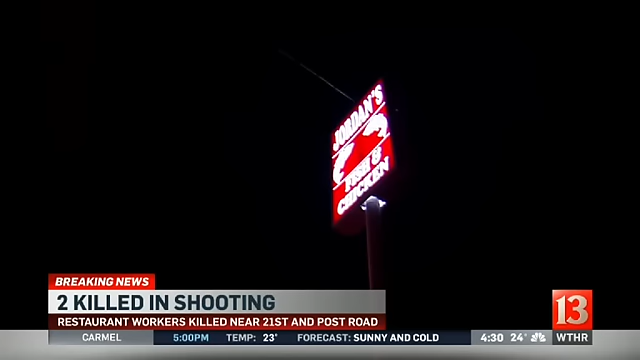 JORDAN'S
FISH &
CHICKEN
BREAKING NEWS
2 KILLED IN SHOOTING
RESTAURANT WORKERS KILLED NEAR 21ST AND POST ROAD
13
CARMEL 5:00PM TEMP: 23° FORECAST: SUNNY AND COLD 4:30 24° WTHR